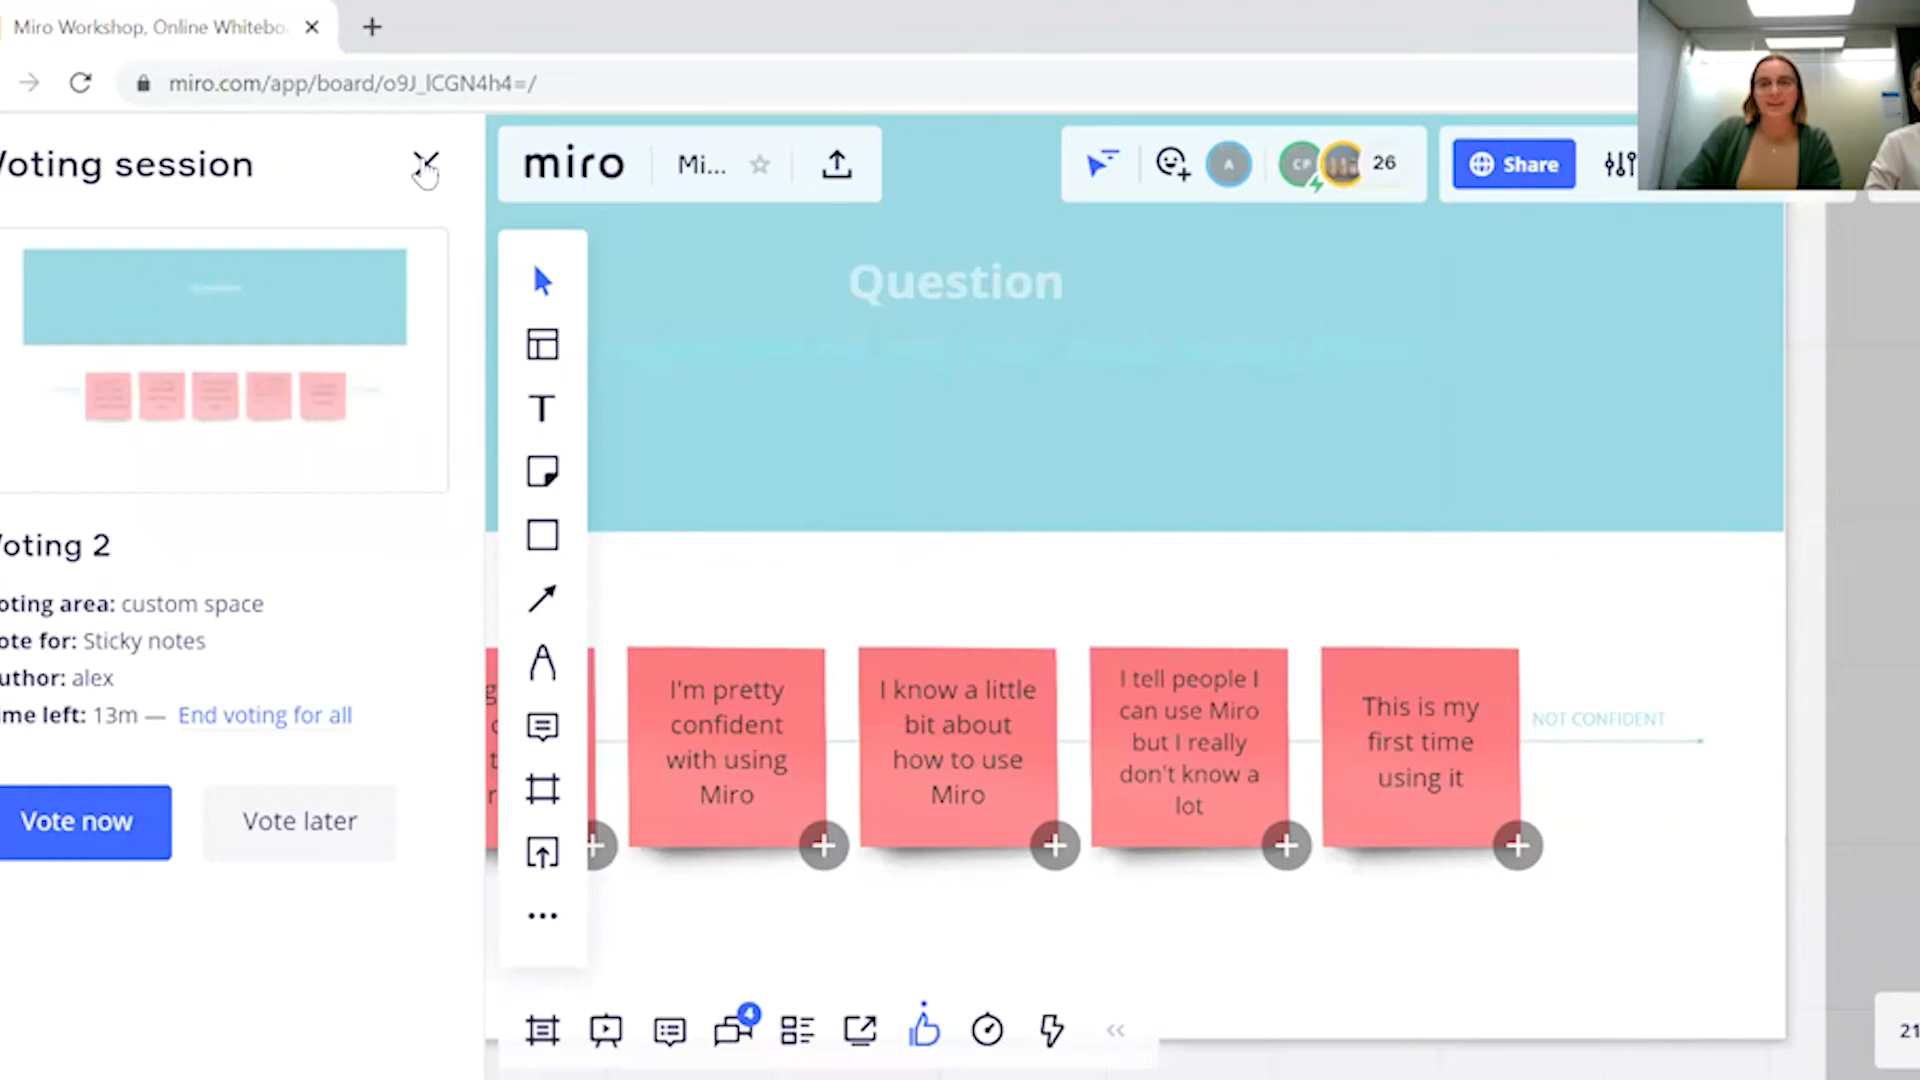 Miro Workshop, Online Whitebo
miro.com/app/board/o9J_lCGN4h4=/
oting session
miro
Mi...
A
CP
26
Share
Question
oting 2
oting area: custom space
ote for: Sticky notes
uthor: alex
me left: 13m — End voting for all
Vote now
Vote later
I'm pretty
confident
with using
Miro
I know a little
bit about
how to use
Miro
I tell people I
can use Miro
but I really
don't know a
lot
This is my
first time
using it
NOT CONFIDENT
4
21